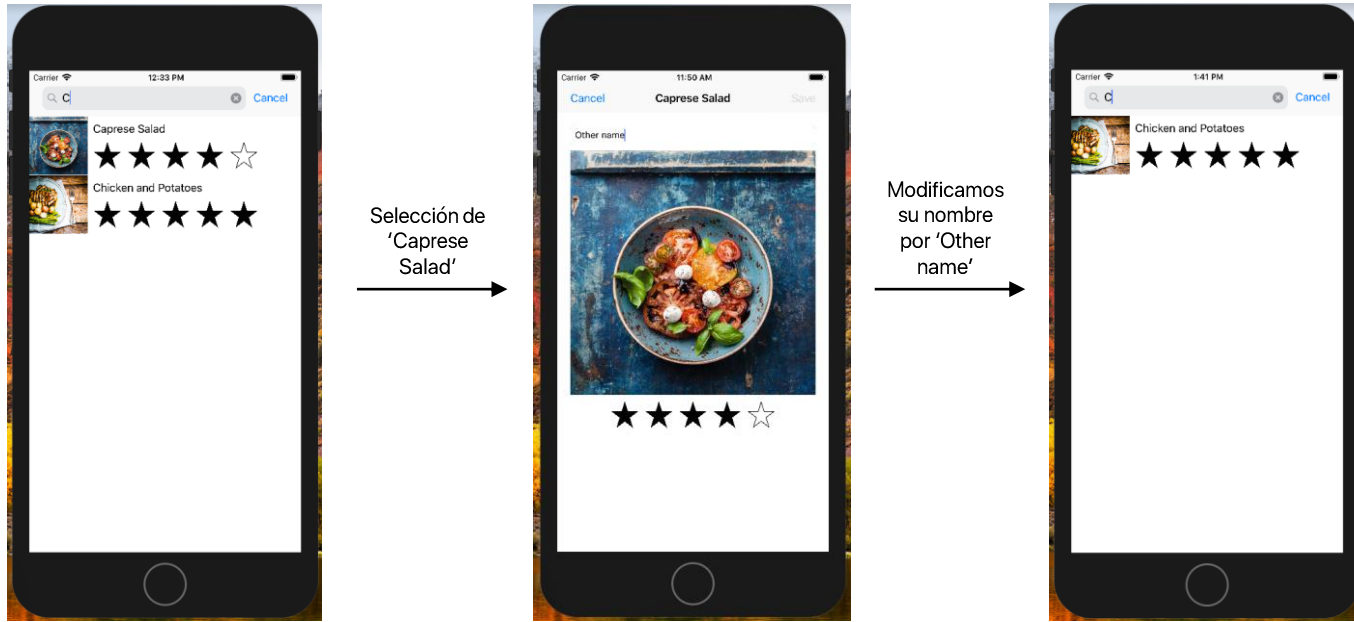 Carrier 12:33 PM
C Cancel
Caprese Salad
Chicken and Potatoes
Selección de
‘Caprese
Salad’
Carrier 11:50 AM
Cancel Caprese Salad Save
Other name
Modificamos
su nombre
por ‘Other
name’
Carrier 1:41 PM
C Cancel
Chicken and Potatoes